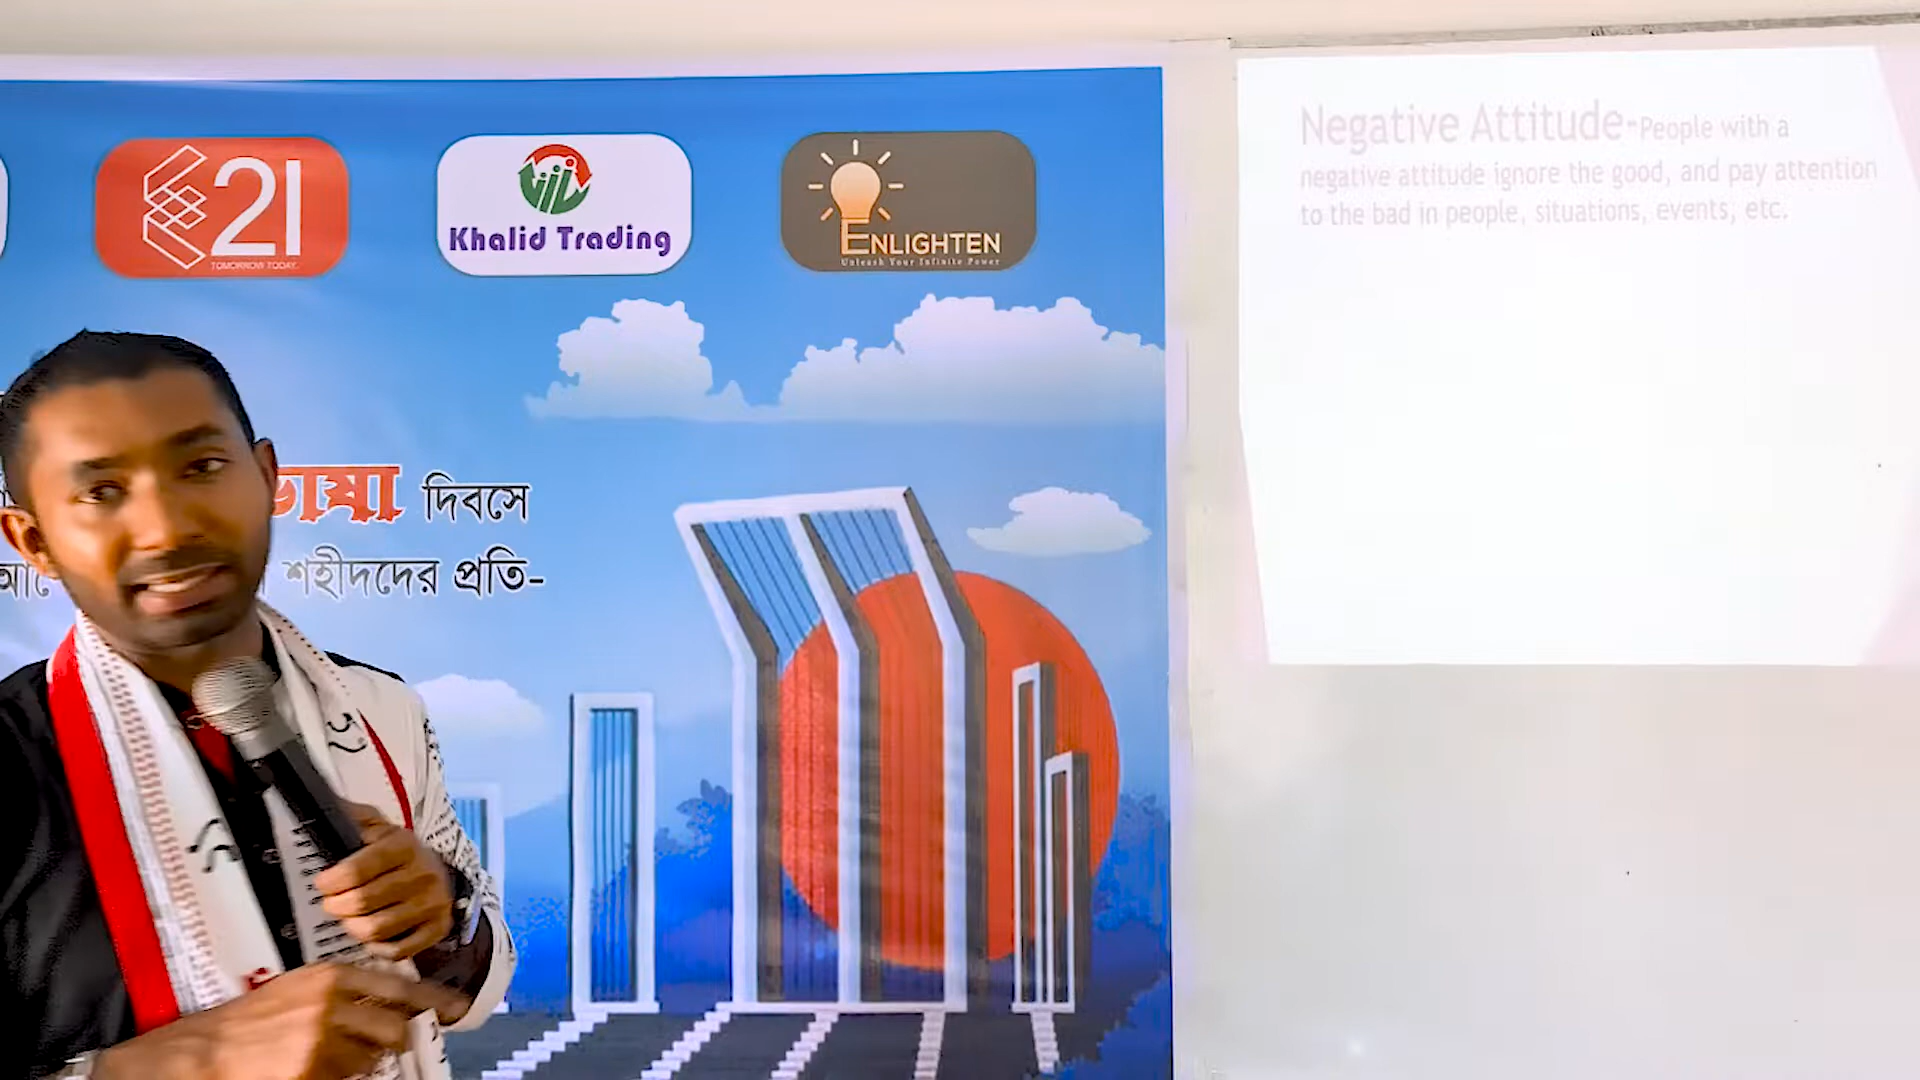 21
TOMORROW TODAY
Khalid Trading
ENLIGHTEN
Unleash Your Infinite Power
ভাষা দিবসে
শহীদদের প্রতি-
Negative Attitude-People with a
negative attitude ignore the good, and pay attention
to the bad in people, situations, events, etc.